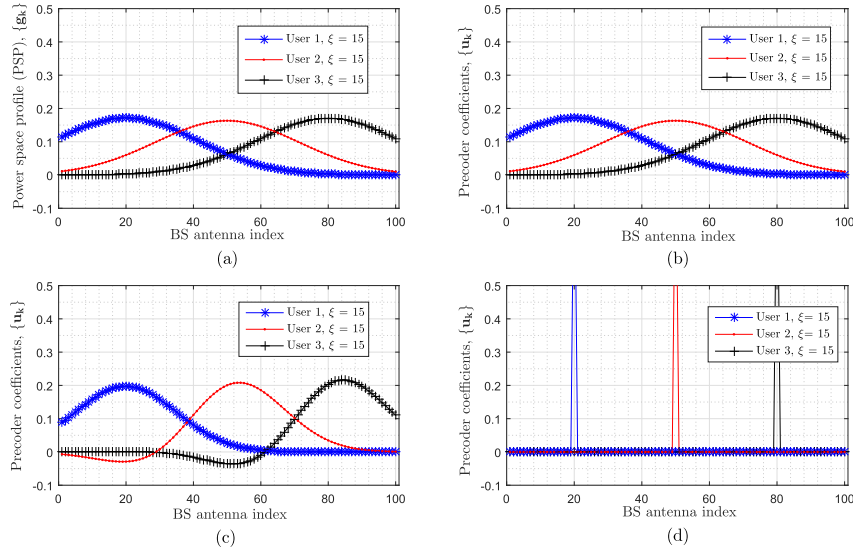 Power space profile (PSP), {g_k}
0.5
0.4
0.3
0.2
0.1
0
-0.1
User 1, ξ = 15
User 2, ξ = 15
User 3, ξ = 15
0 20 40 60 80 100
BS antenna index
(a)
Precoder coefficients, {u_k}
0.5
0.4
0.3
0.2
0.1
0
-0.1
User 1, ξ = 15
User 2, ξ = 15
User 3, ξ = 15
0 20 40 60 80 100
BS antenna index
(b)
Precoder coefficients, {u_k}
0.5
0.4
0.3
0.2
0.1
0
-0.1
User 1, ξ = 15
User 2, ξ = 15
User 3, ξ = 15
0 20 40 60 80 100
BS antenna index
(c)
Precoder coefficients, {u_k}
0.5
0.4
0.3
0.2
0.1
0
-0.1
User 1, ξ= 15
User 2, ξ= 15
User 3, ξ = 15
0 20 40 60 80 100
BS antenna index
(d)